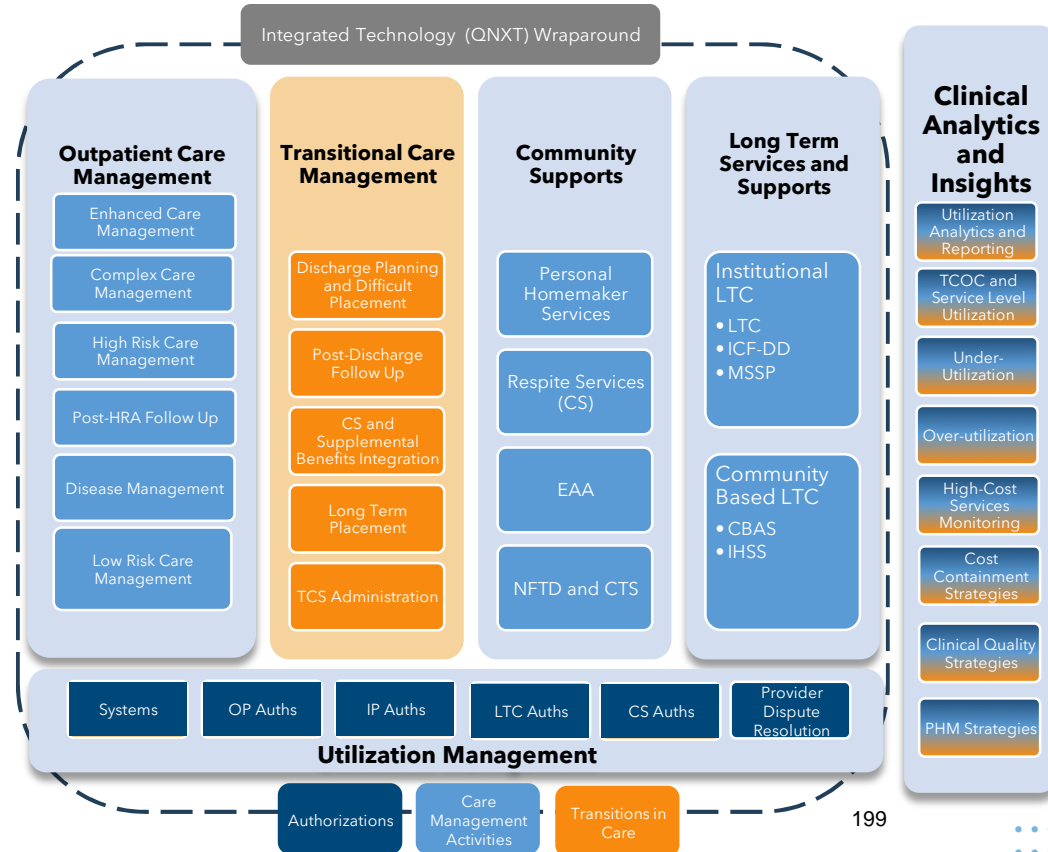 Integrated Technology (QNXT) Wraparound
Outpatient Care
Management
Enhanced Care
Management
Complex Care
Management
High Risk Care
Management
Post-HRA Follow Up
Disease Management
Low Risk Care
Management
Transitional Care
Management
Discharge Planning
and Difficult
Placement
Post-Discharge
Follow Up
CS and
Supplemental
Benefits Integration
Long Term
Placement
TCS Administration
Community
Supports
Personal
Homemaker
Services
Respite Services
(CS)
EAA
NFTD and CTS
Long Term
Services and
Supports
Institutional
LTC
• LTC
• ICF-DD
• MSSP
Community
Based LTC
• CBAS
• IHSS
Clinical
Analytics
and
Insights
Utilization
Analytics and
Reporting
TCOC and
Service Level
Utilization
Under-
Utilization
Over-utilization
High-Cost
Services
Monitoring
Cost
Containment
Strategies
Clinical Quality
Strategies
PHM Strategies
Systems
OP Auths
IP Auths
LTC Auths
CS Auths
Provider
Dispute
Resolution
Utilization Management
Authorizations
Care
Management
Activities
Transitions in
Care
199